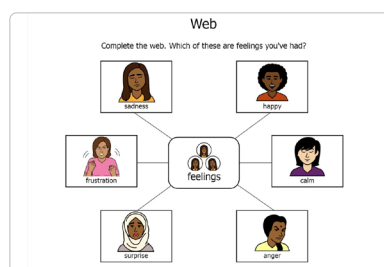 Web
Complete the web. Which of these are feelings you've had?
sadness
happy
frustration
feelings
calm
surprise
anger